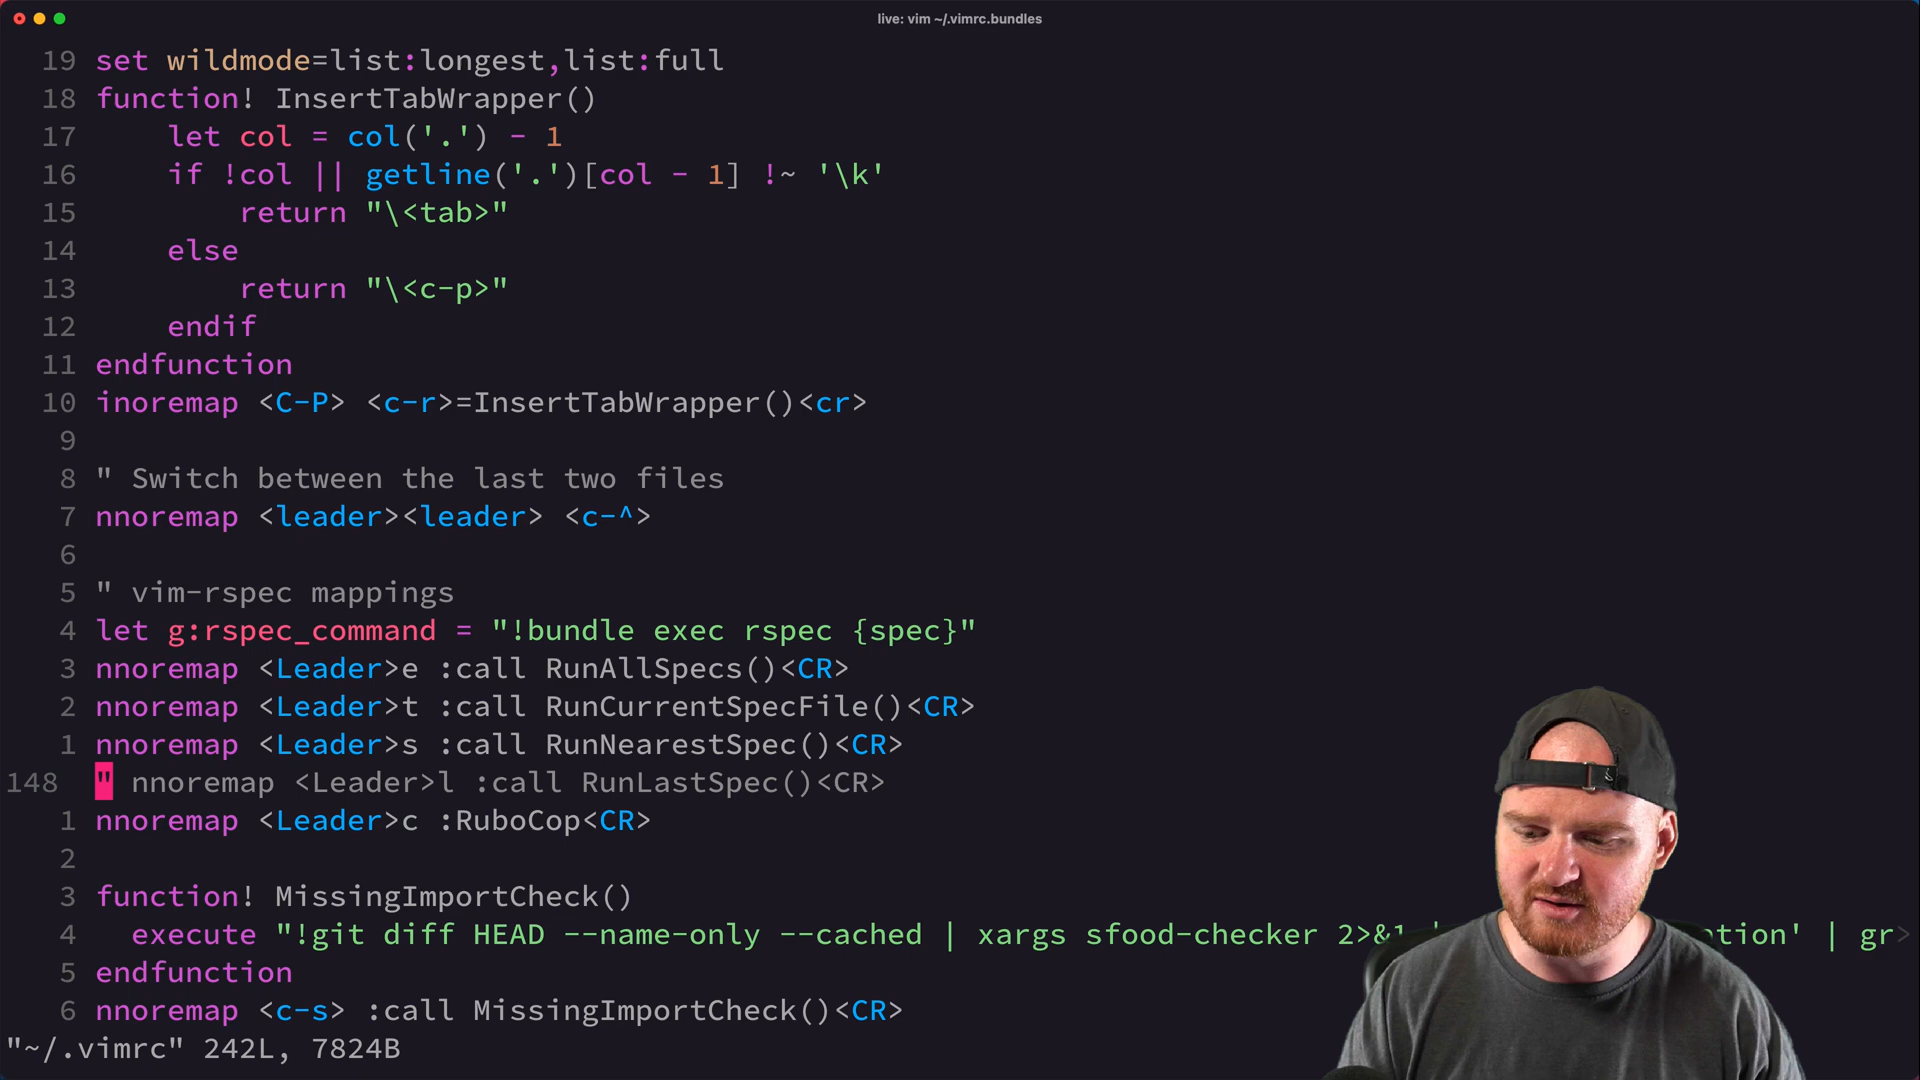 live: vim ~/.vimrc.bundles
19 set wildmode=list:longest,list:full
18 function! InsertTabWrapper()
17     let col = col('.') - 1
16     if !col || getline('.')[col - 1] !~ '\k'
15         return "\<tab>"
14     else
13         return "\<c-p>"
12     endif
11 endfunction
10 inoremap <C-P> <c-r>=InsertTabWrapper()<cr>
9
8 " Switch between the last two files
7 nnoremap <leader><leader> <c-^>
6
5 " vim-rspec mappings
4 let g:rspec_command = "!bundle exec rspec {spec}"
3 nnoremap <Leader>e :call RunAllSpecs()<CR>
2 nnoremap <Leader>t :call RunCurrentSpecFile()<CR>
1 nnoremap <Leader>s :call RunNearestSpec()<CR>
148 " nnoremap <Leader>l :call RunLastSpec()<CR>
1 nnoremap <Leader>c :RuboCop<CR>
2
3 function! MissingImportCheck()
4   execute "!git diff HEAD --name-only --cached | xargs sfood-checker 2>&1 tion' | gr>
5 endfunction
6 nnoremap <c-s> :call MissingImportCheck()<CR>
"~/.vimrc" 242L, 7824B